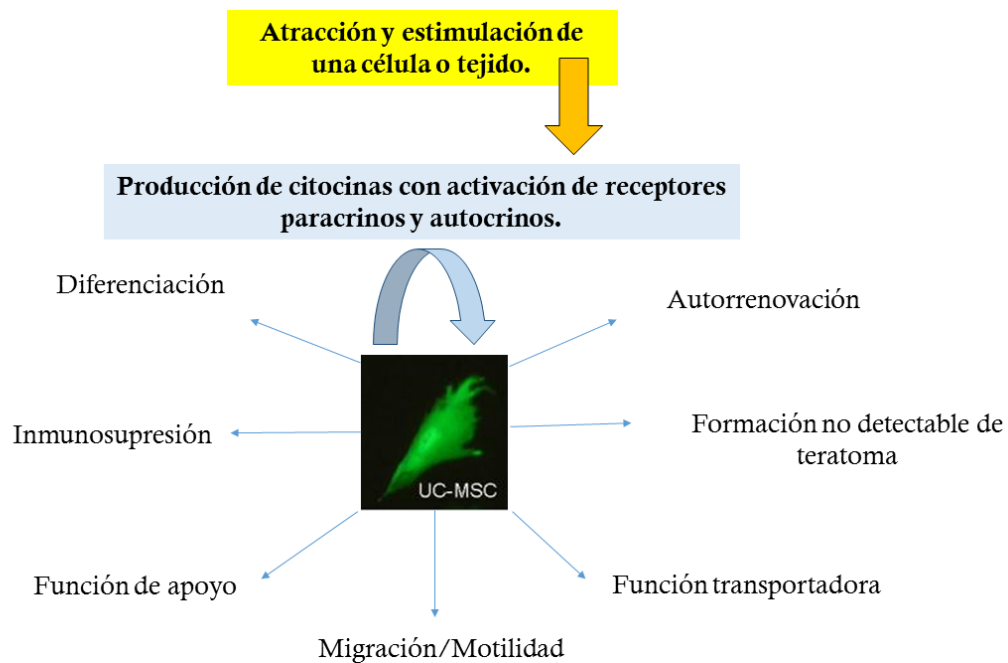 Atracción y estimulación de
una célula o tejido.
Producción de citocinas con activación de receptores
paracrinos y autocrinos.
Diferenciación
Autorrenovación
Inmunosupresión
Formación no detectable de
teratoma
UC-MSC
Función de apoyo
Función transportadora
Migración/Motilidad